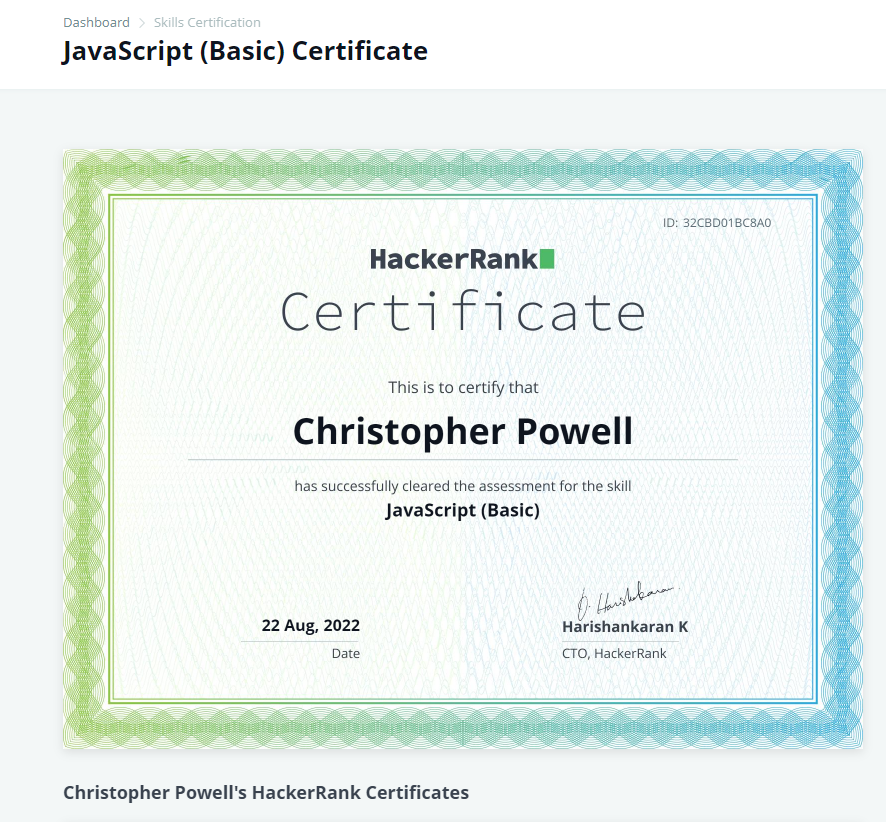 Dashboard > Skills Certification
JavaScript (Basic) Certificate
ID: 32CBD01BC8A0
HackerRank
Certificate
This is to certify that
Christopher Powell
has successfully cleared the assessment for the skill
JavaScript (Basic)
22 Aug, 2022
Date
Harishankaran K
CTO, HackerRank
Christopher Powell's HackerRank Certificates